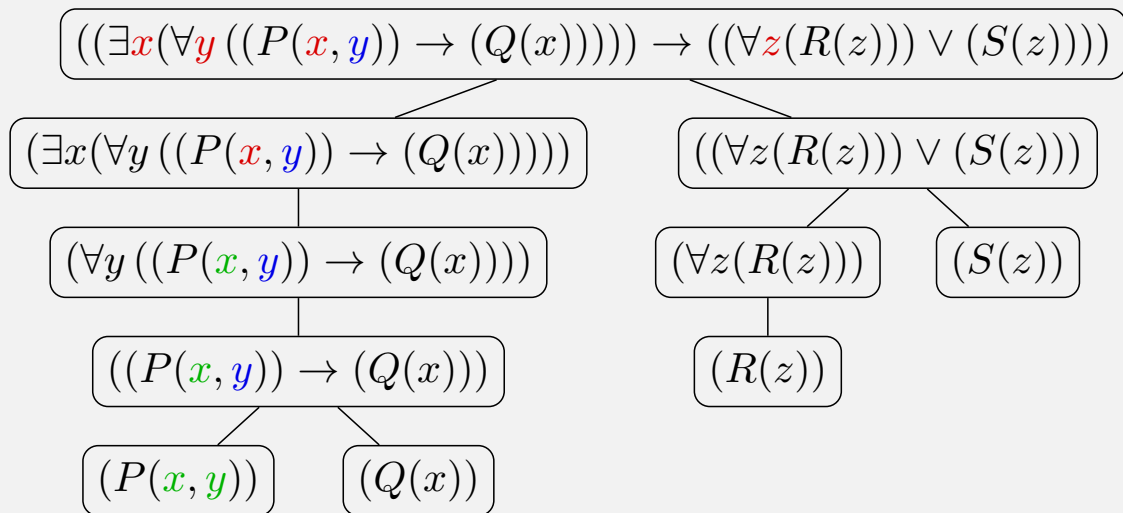 ((∃x(∀y ((P(x, y)) → (Q(x))))) → ((∀z(R(z))) ∨ (S(z))))
(∃x(∀y ((P(x, y)) → (Q(x)))))
((∀z(R(z))) ∨ (S(z)))
(∀y ((P(x, y)) → (Q(x))))
(∀z(R(z)))
(S(z))
((P(x, y)) → (Q(x)))
(R(z))
(P(x, y))
(Q(x))